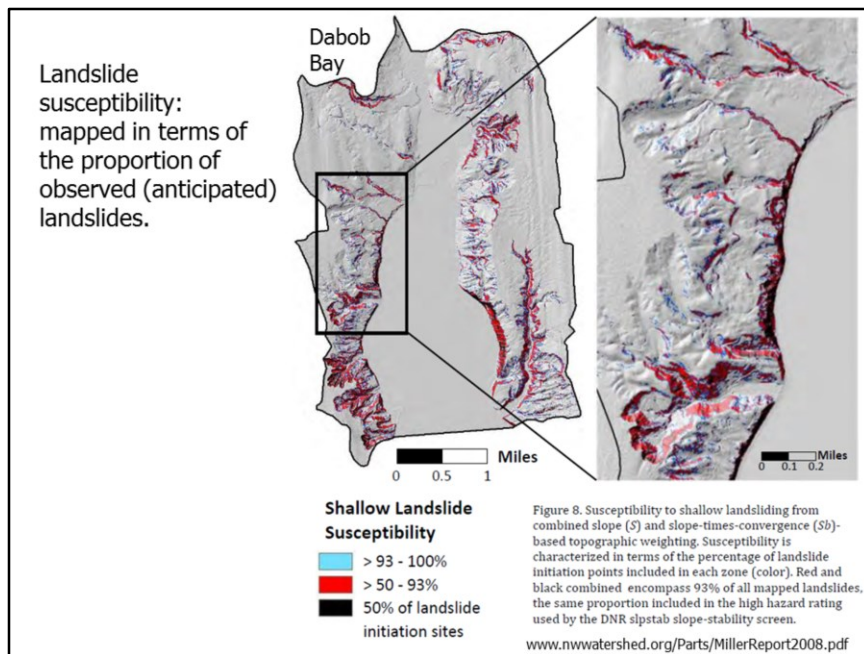 Landslide
susceptibility:
mapped in terms of
the proportion of
observed (anticipated)
landslides.
Dabob
Bay
Miles
0 0.5 1
Miles
0 0.1 0.2
Shallow Landslide
Susceptibility
> 93 - 100%
> 50 - 93%
50% of landslide
initiation sites
Figure 8. Susceptibility to shallow landsliding from
combined slope (S) and slope-times-convergence (Sb)-
based topographic weighting. Susceptibility is
characterized in terms of the percentage of landslide
initiation points included in each zone (color). Red and
black combined encompass 93% of all mapped landslides,
the same proportion included in the high hazard rating
used by the DNR slpstab slope-stability screen.
www.nwwatershed.org/Parts/MillerReport2008.pdf